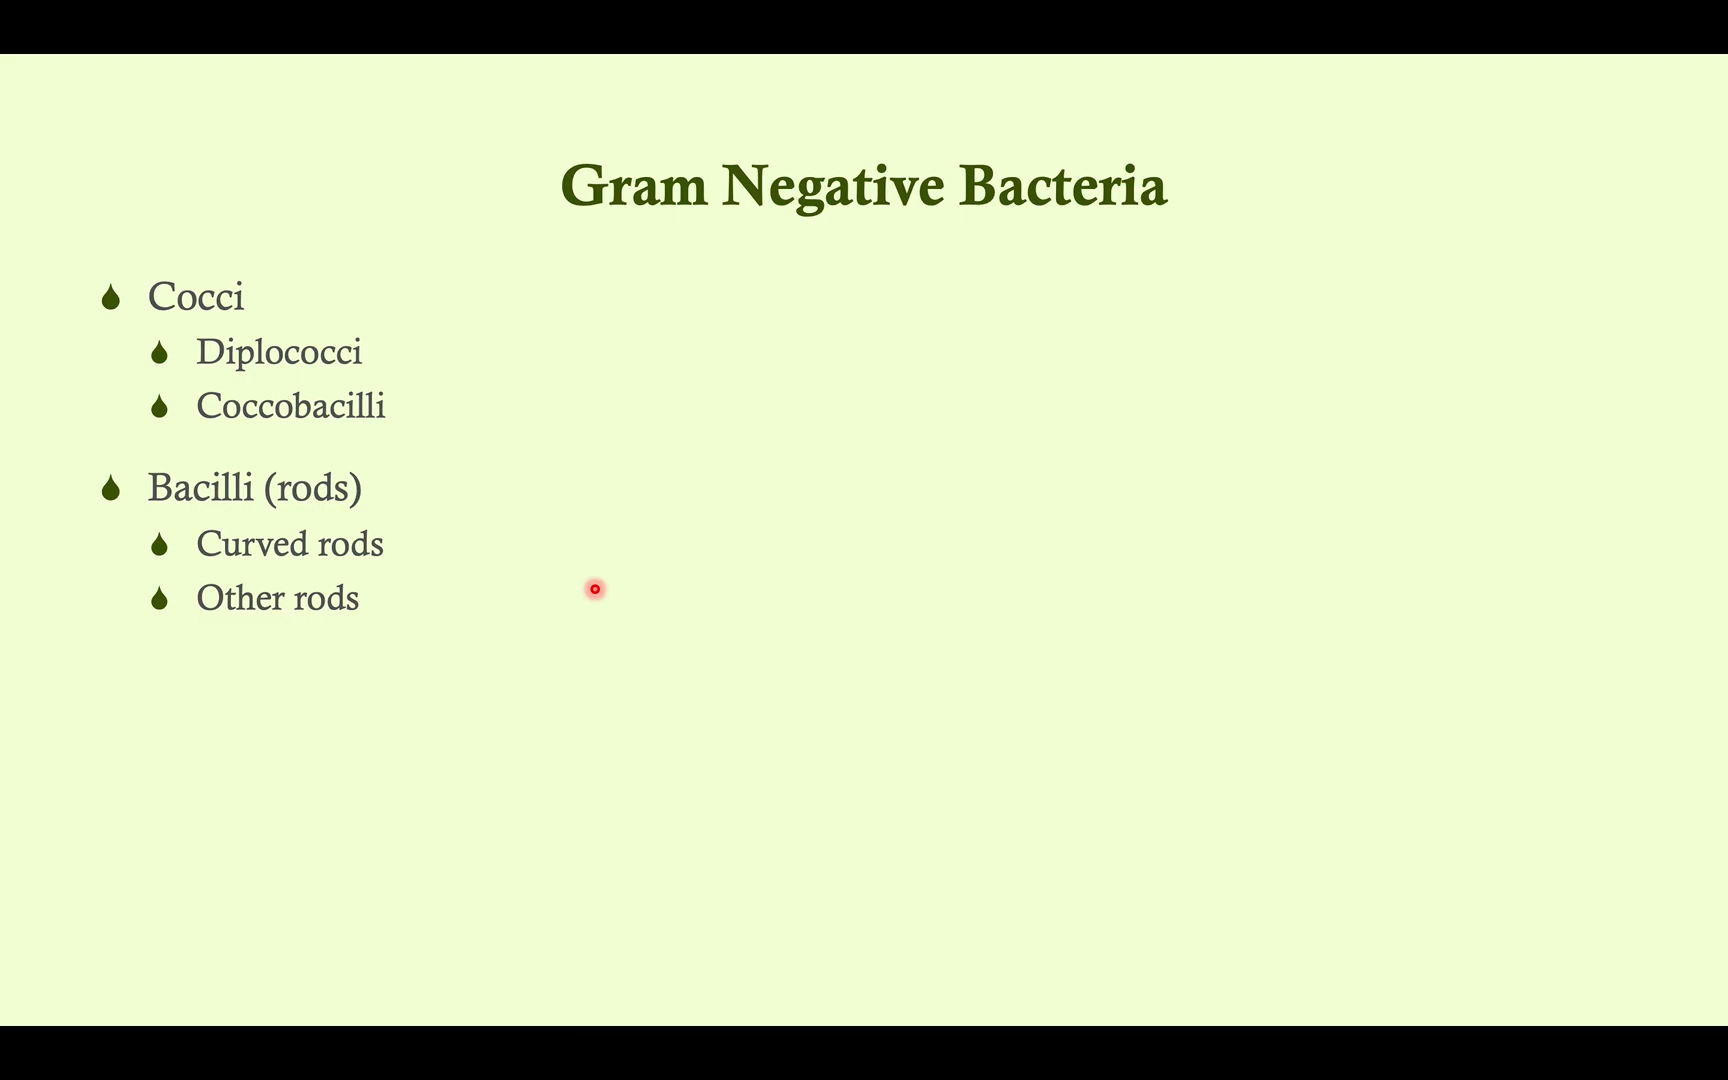 Gram Negative Bacteria
Cocci
Diplococci
Coccobacilli
Bacilli (rods)
Curved rods
Other rods